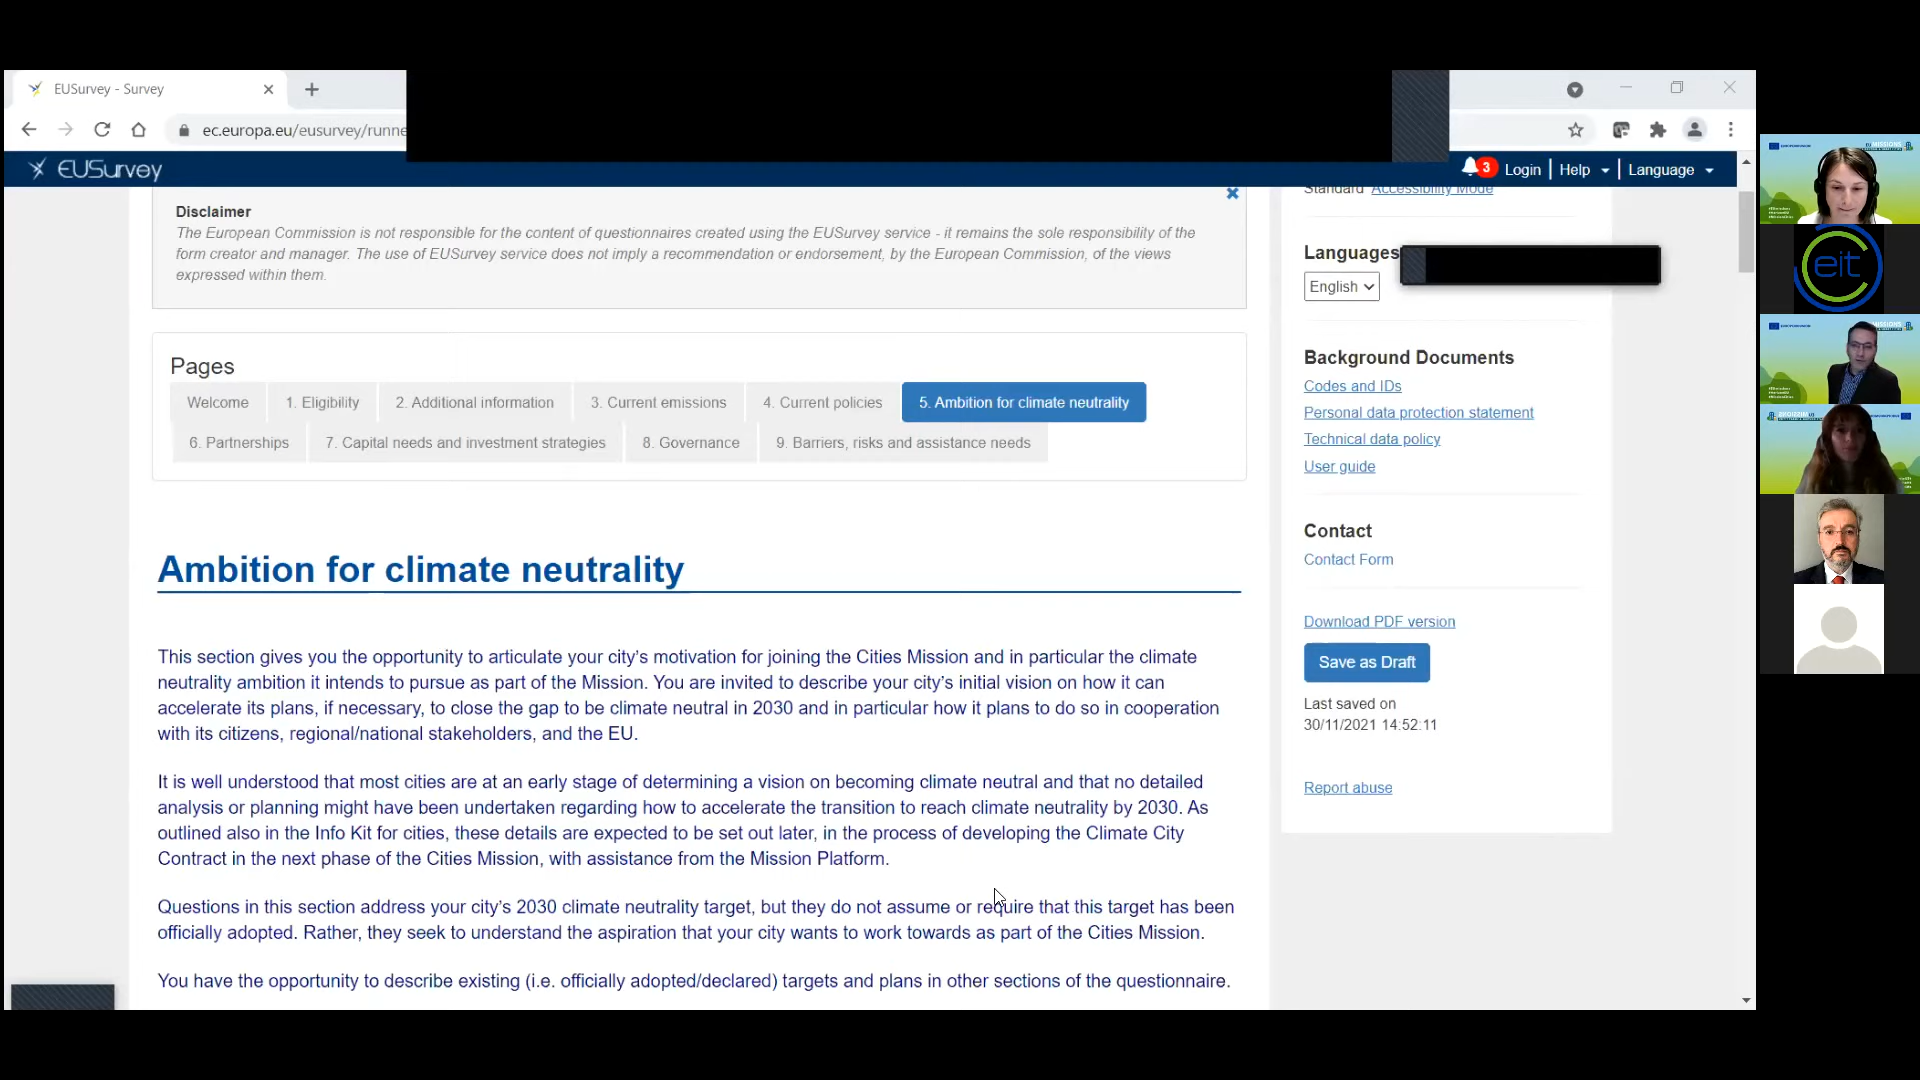 EUSurvey - Survey
ec.europa.eu/eusurvey/runne
EUSurvey
3 Login Help Language
Standard Accessibility Mode
Disclaimer
The European Commission is not responsible for the content of questionnaires created using the EUSurvey service - it remains the sole responsibility of the
form creator and manager. The use of EUSurvey service does not imply a recommendation or endorsement, by the European Commission, of the views
expressed within them.
Pages
Welcome 1. Eligibility 2. Additional information 3. Current emissions 4. Current policies 5. Ambition for climate neutrality
6. Partnerships 7. Capital needs and investment strategies 8. Governance 9. Barriers, risks and assistance needs
Ambition for climate neutrality
This section gives you the opportunity to articulate your city's motivation for joining the Cities Mission and in particular the climate
neutrality ambition it intends to pursue as part of the Mission. You are invited to describe your city's initial vision on how it can
accelerate its plans, if necessary, to close the gap to be climate neutral in 2030 and in particular how it plans to do so in cooperation
with its citizens, regional/national stakeholders, and the EU.
It is well understood that most cities are at an early stage of determining a vision on becoming climate neutral and that no detailed
analysis or planning might have been undertaken regarding how to accelerate the transition to reach climate neutrality by 2030. As
outlined also in the Info Kit for cities, these details are expected to be set out later, in the process of developing the Climate City
Contract in the next phase of the Cities Mission, with assistance from the Mission Platform.
Questions in this section address your city's 2030 climate neutrality target, but they do not assume or require that this target has been
officially adopted. Rather, they seek to understand the aspiration that your city wants to work towards as part of the Cities Mission.
You have the opportunity to describe existing (i.e. officially adopted/declared) targets and plans in other sections of the questionnaire.
Languages
English
Background Documents
Codes and IDs
Personal data protection statement
Technical data policy
User guide
Contact
Contact Form
Download PDF version
Save as Draft
Last saved on
30/11/2021 14:52:11
Report abuse
eit